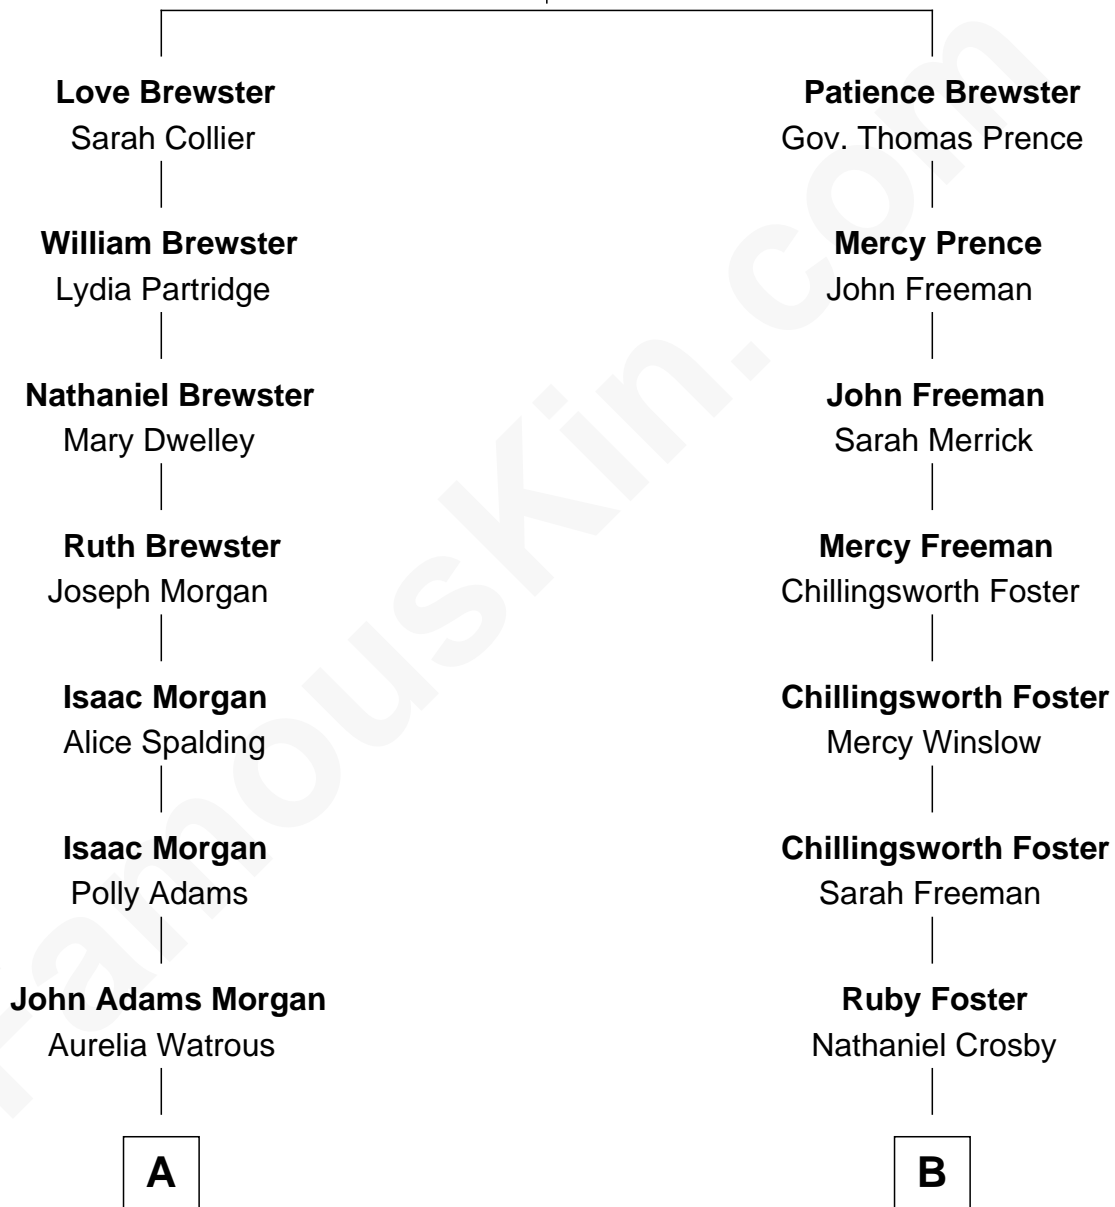 Love Brewster
Sarah Collier
William Brewster
Lydia Partridge
Nathaniel Brewster
Mary Dwelley
Ruth Brewster
Joseph Morgan
Isaac Morgan
Alice Spalding
Isaac Morgan
Polly Adams
John Adams Morgan
Aurelia Watrous
A
Patience Brewster
Gov. Thomas Prence
Mercy Prence
John Freeman
John Freeman
Sarah Merrick
Mercy Freeman
Chillingsworth Foster
Chillingsworth Foster
Mercy Winslow
Chillingsworth Foster
Sarah Freeman
Ruby Foster
Nathaniel Crosby
B
FamousKin.com